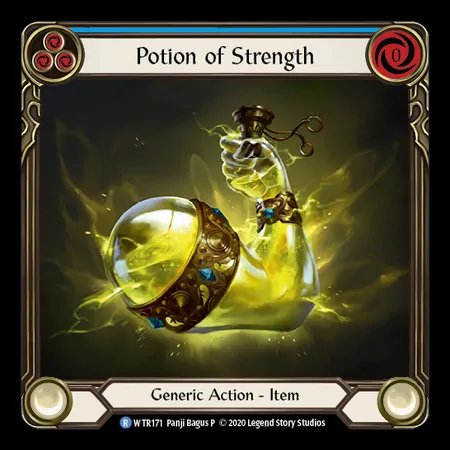 Potion of Strength
0
Generic Action - Item
R WTR171 Panji Bagus P © 2020 Legend Story Studios